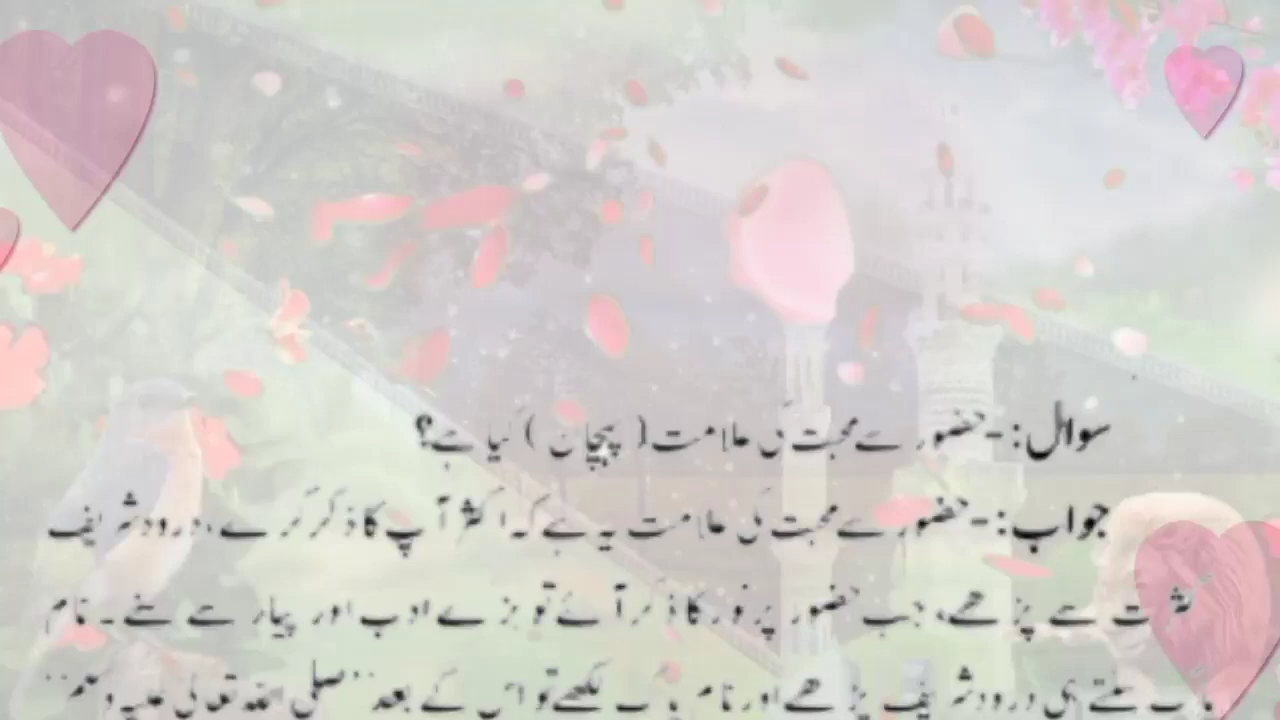 سوال:-حضور سے محبت کی علامت( پہچان ) کیا ہے؟
جواب:-حضور سے محبت کی علامت یہ ہے کہ اکثر آپ کا ذکر کرے، درود شریف
کثرت سے پڑھے، جب حضور پرنور کا ذکر آئے تو بڑے ادب اور پیار سے سنے۔ نام
پاک سنتے ہی درود شریف پڑھے اور نام پاک لکھے تو اس کے بعد ''صلی اللہ تعالیٰ علیہ وسلم''